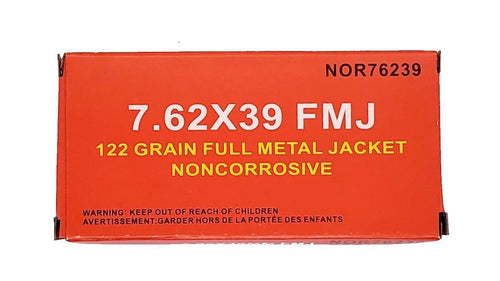 NOR76239
7.62X39 FMJ
122 GRAIN FULL METAL JACKET
NONCORROSIVE
WARNING: KEEP OUT OF REACH OF CHILDREN
AVERTISSEMENT:GARDER HORS DE LA PORTÉE DES ENFANTS